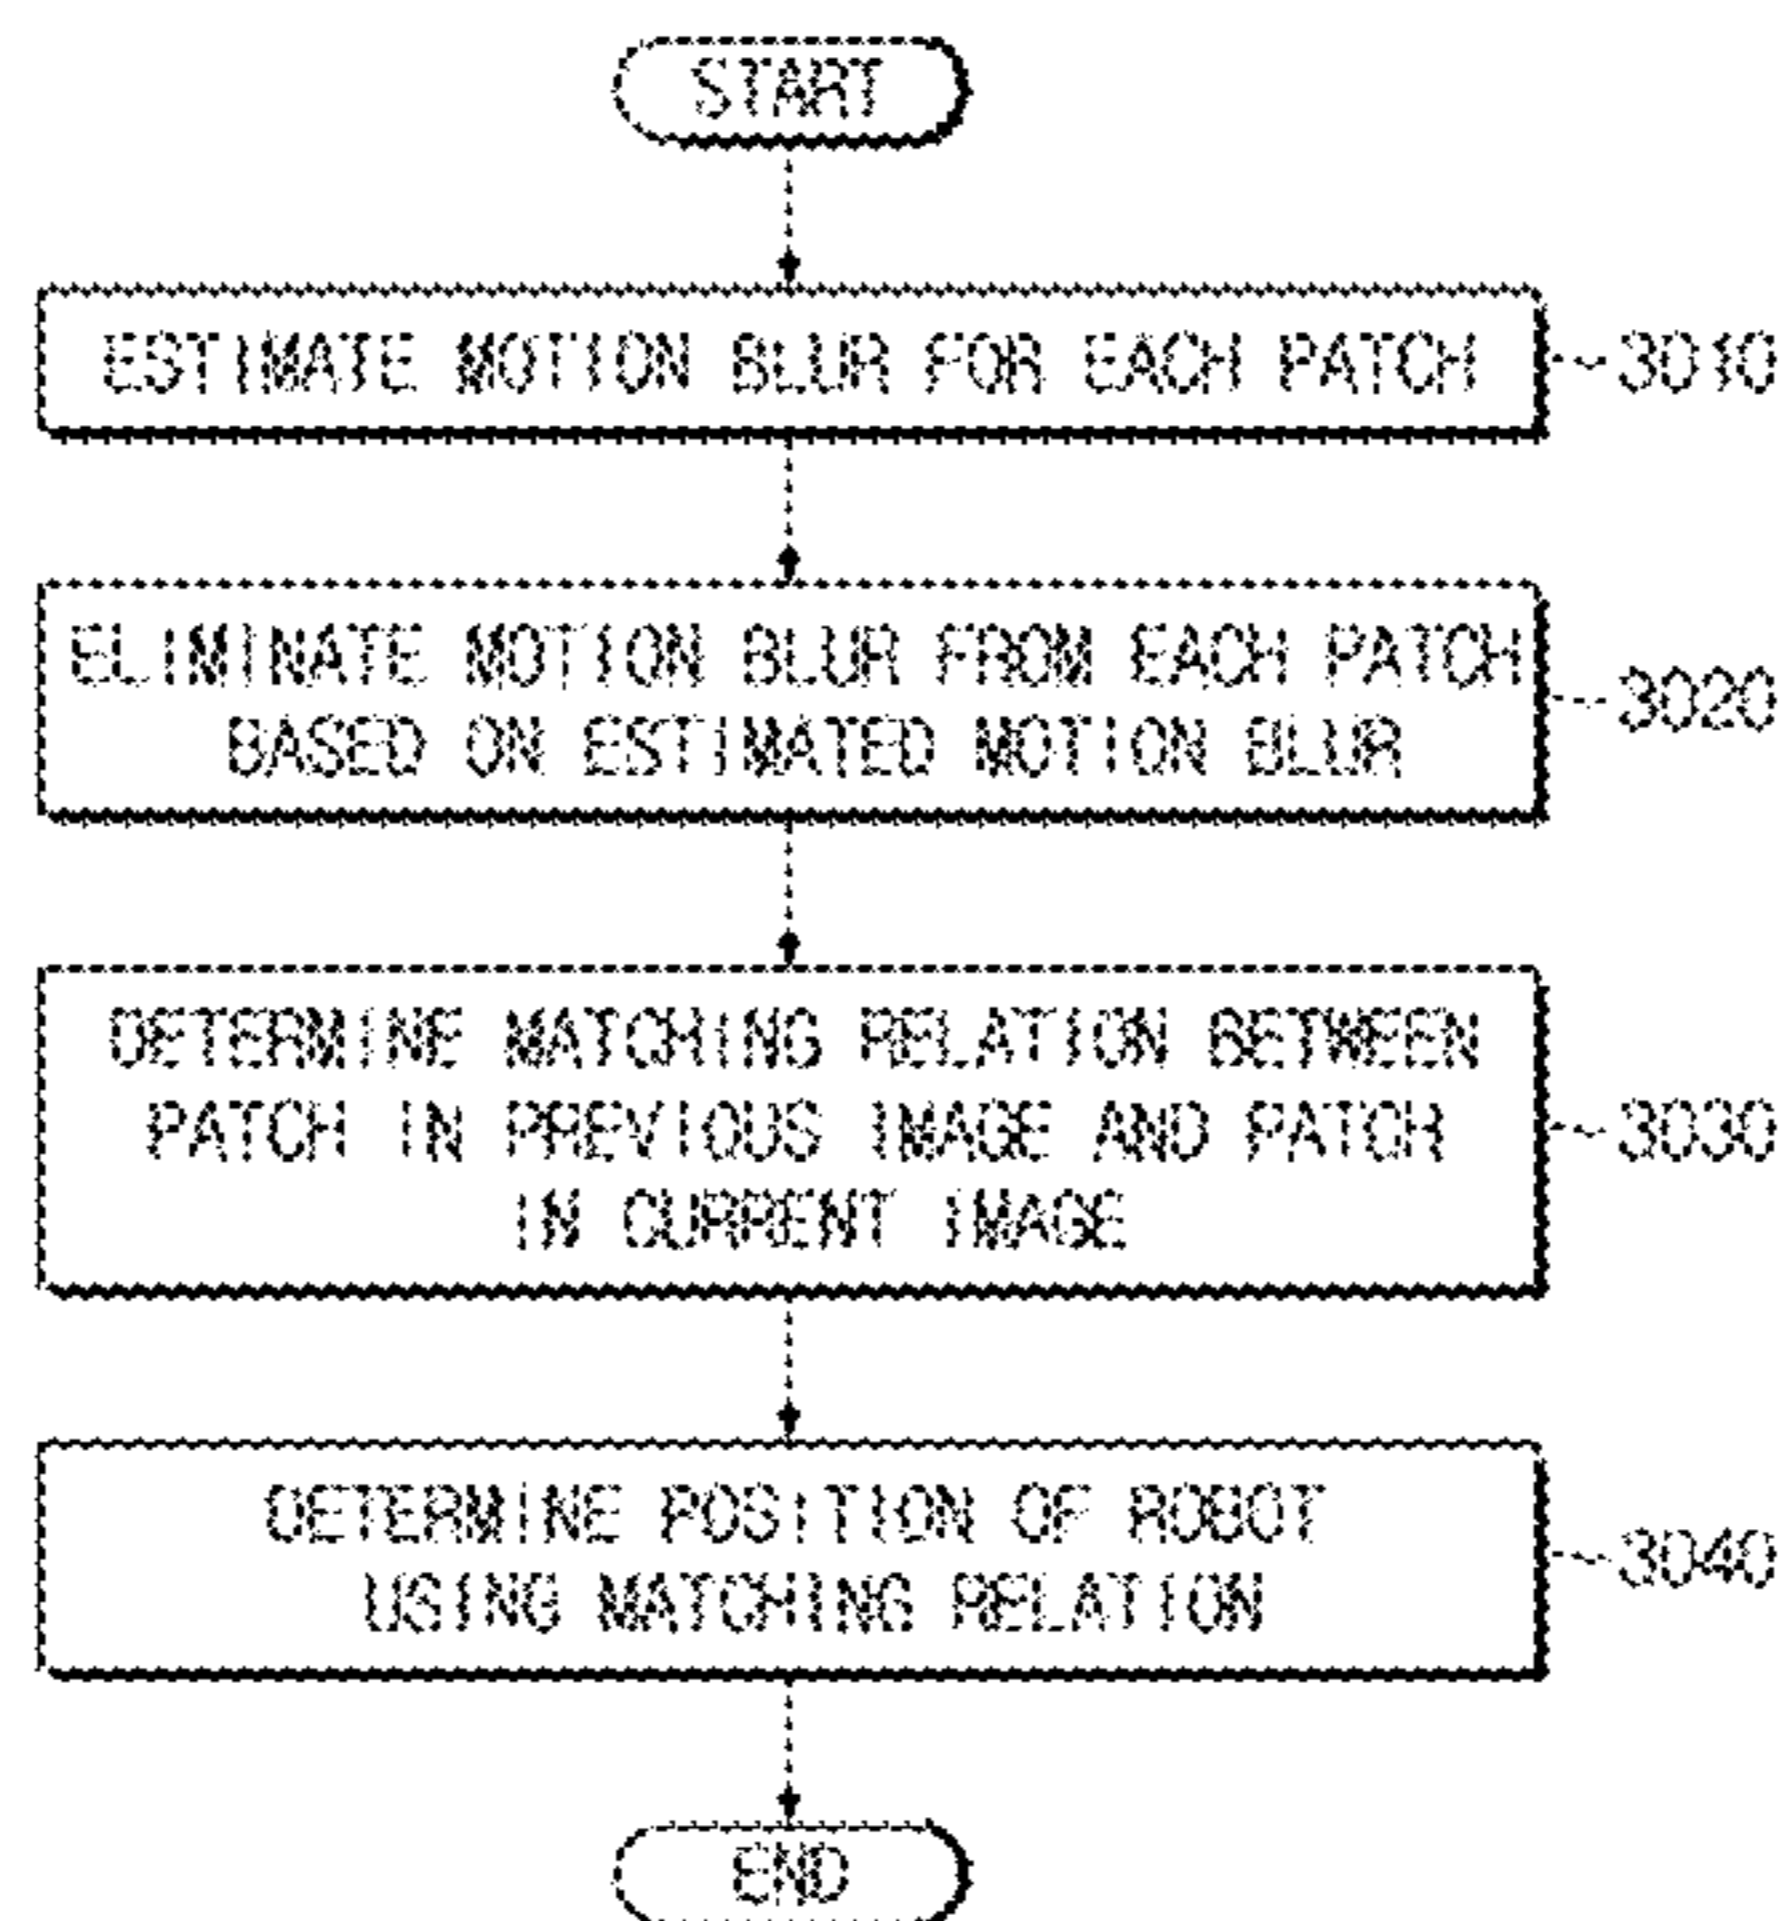 START
ESTIMATE MOTION BLUR FOR EACH PATCH
3010
ELIMINATE MOTION BLUR FROM EACH PATCH
BASED ON ESTIMATED MOTION BLUR
3020
DETERMINE MATCHING RELATION BETWEEN
PATCH IN PREVIOUS IMAGE AND PATCH
IN CURRENT IMAGE
3030
DETERMINE POSITION OF ROBOT
USING MATCHING RELATION
3040
END